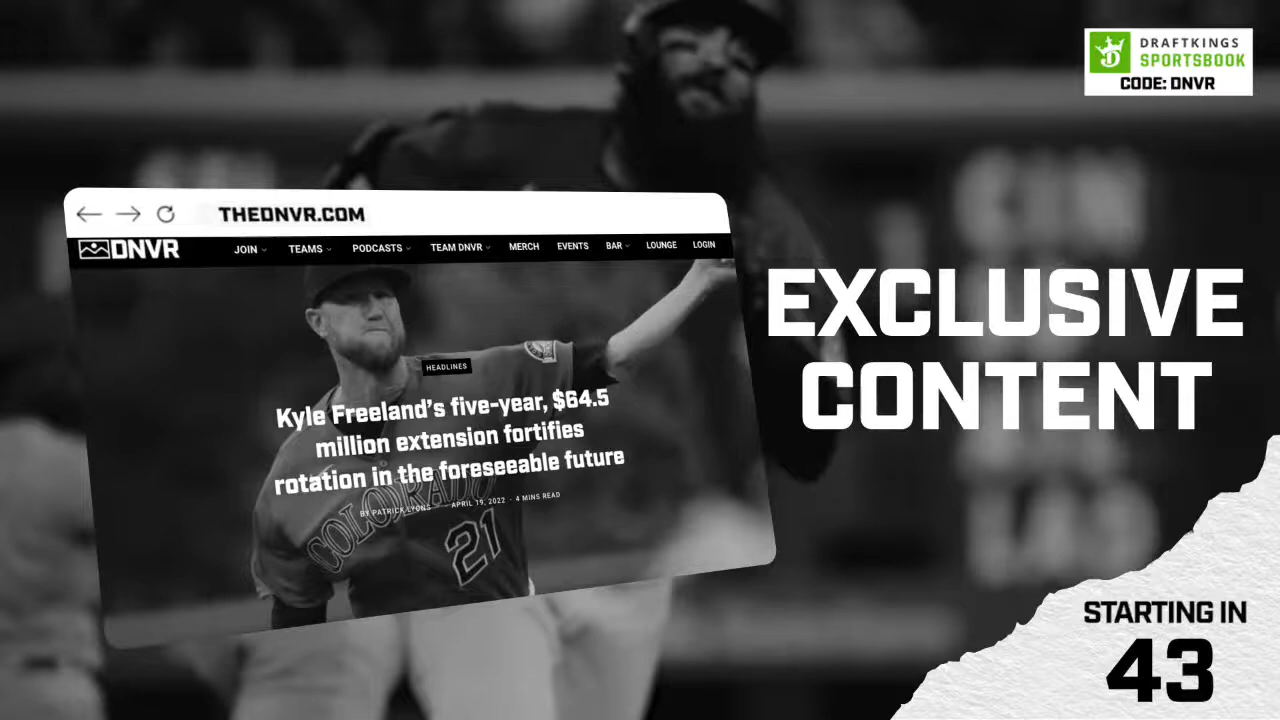 DRAFTKINGS
SPORTSBOOK
CODE: DNVR
THEDNVR.COM
DNVR JOIN TEAMS PODCASTS TEAM DNVR MERCH EVENTS BAR LOUNGE LOGIN
HEADLINES
Kyle Freeland's five-year, $64.5
million extension fortifies
rotation in the foreseeable future
BY PATRICK LYONS APRIL 19, 2022 · 4 MINS READ
COLORADO
21
EXCLUSIVE
CONTENT
STARTING IN
43